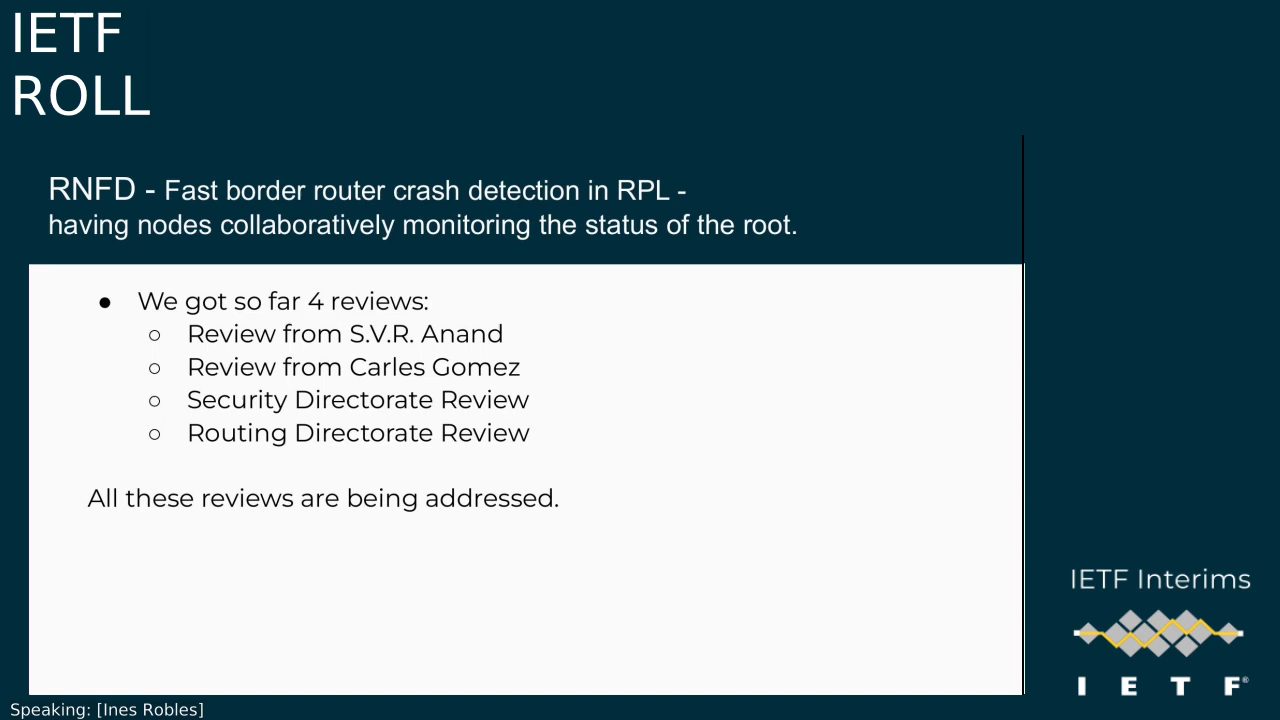 IETF
ROLL
RNFD - Fast border router crash detection in RPL -
having nodes collaboratively monitoring the status of the root.
● We got so far 4 reviews:
○ Review from S.V.R. Anand
○ Review from Carles Gomez
○ Security Directorate Review
○ Routing Directorate Review
All these reviews are being addressed.
IETF Interims
I E T F®
Speaking: [Ines Robles]